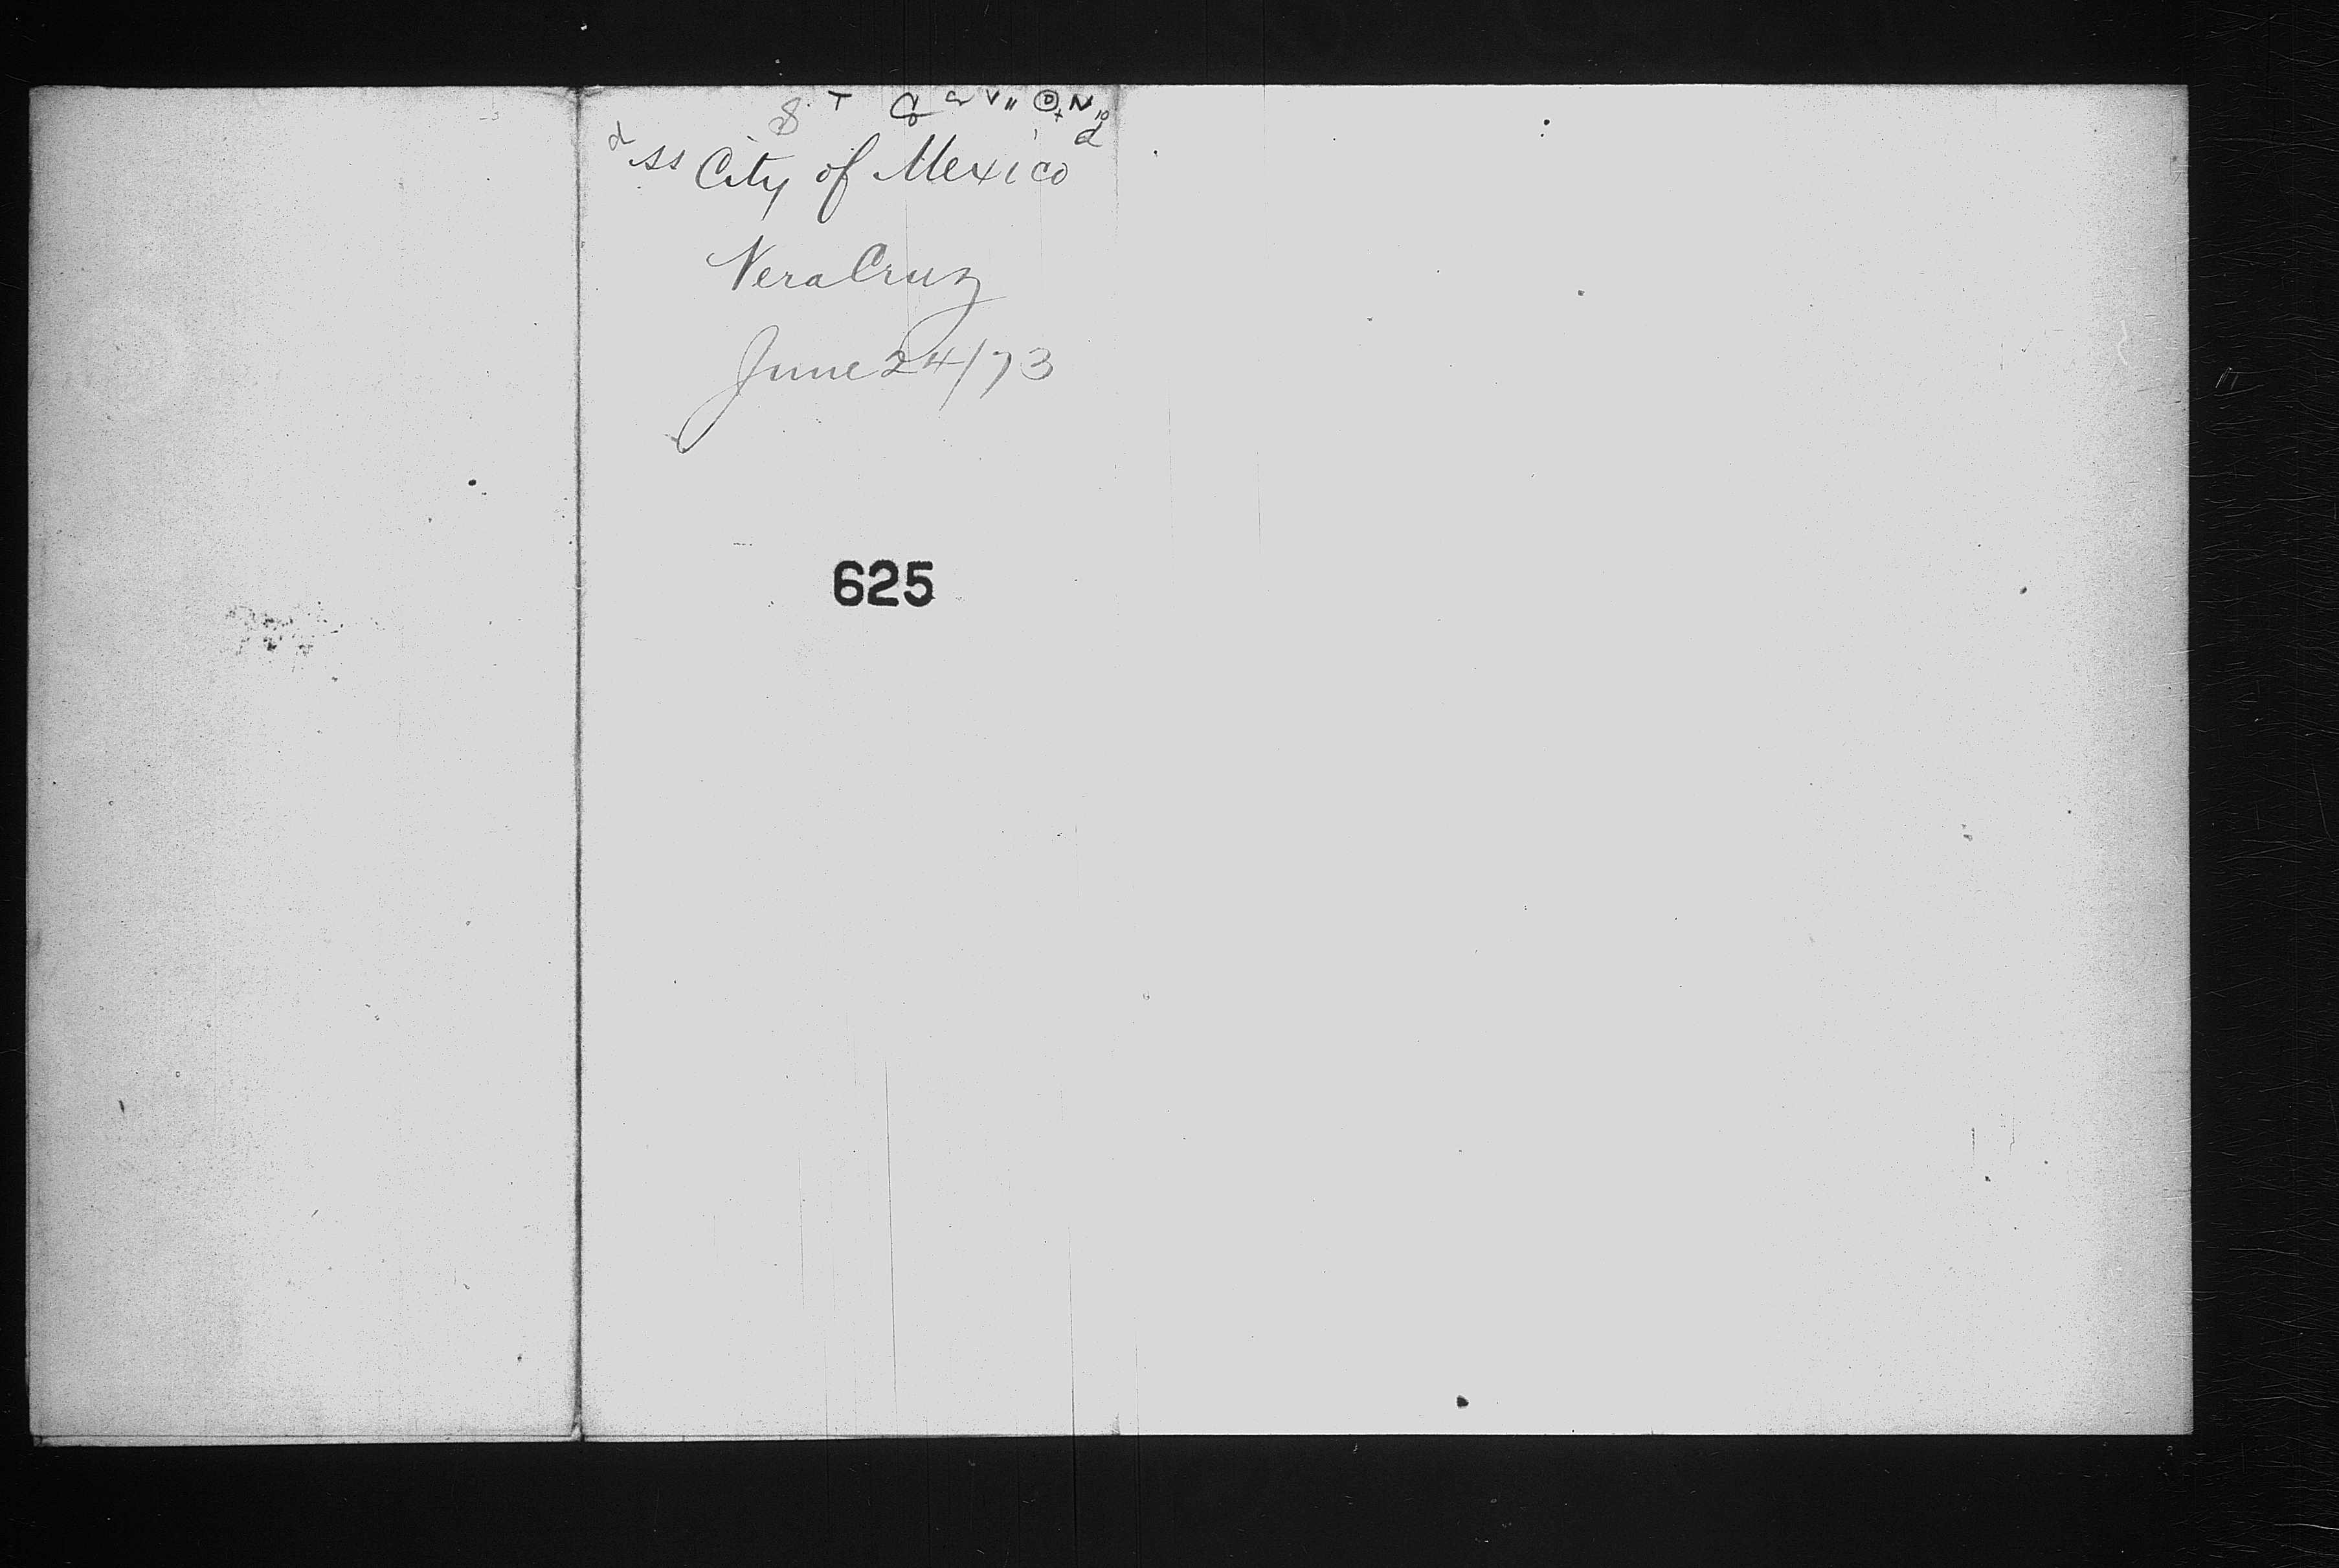 ss City of Mexico
Vera Cruz
June 24/73
625